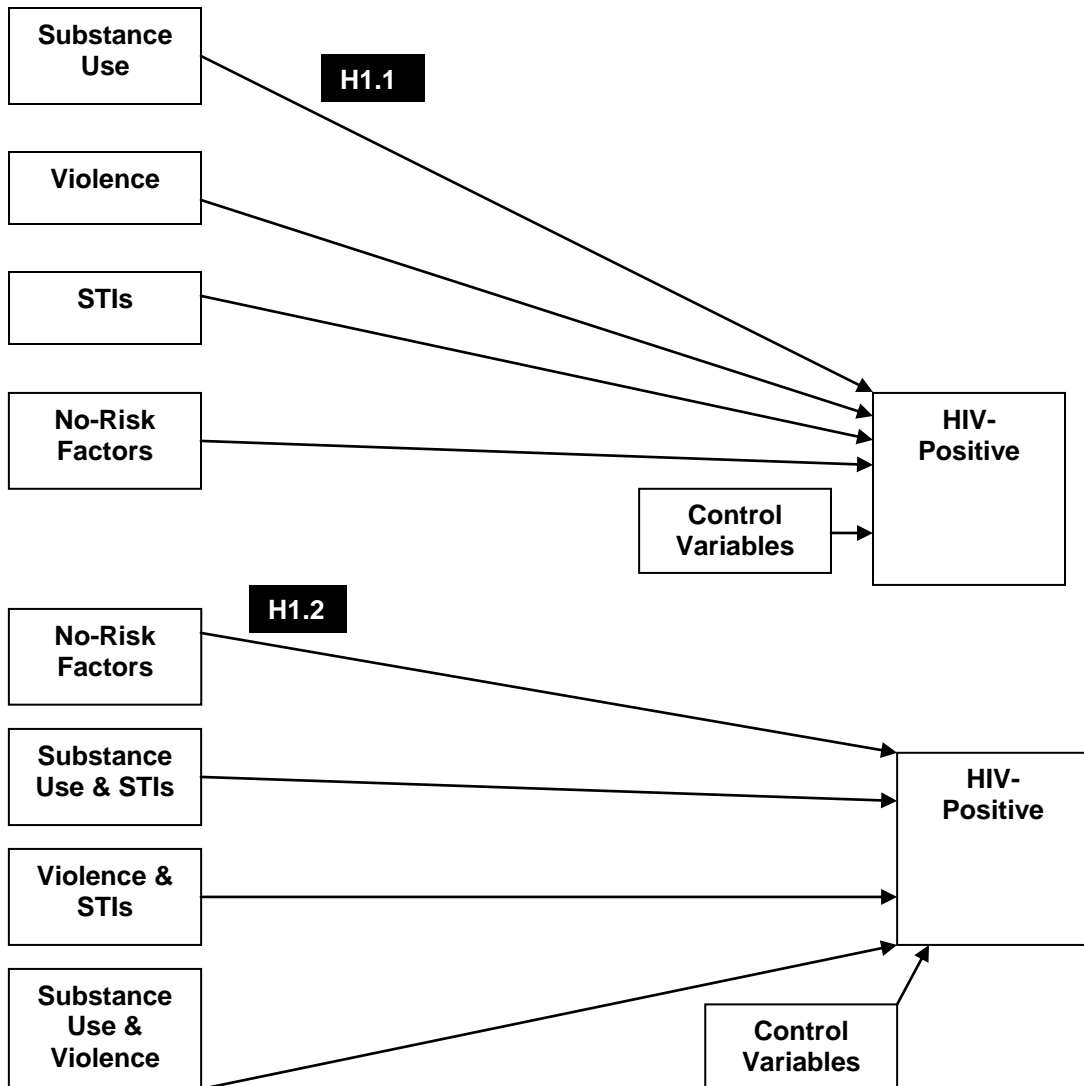 Substance
Use
H1.1
Violence
STIs
No-Risk
Factors
HIV-
Positive
Control
Variables
H1.2
No-Risk
Factors
Substance
Use & STIs
HIV-
Positive
Violence &
STIs
Substance
Use &
Violence
Control
Variables